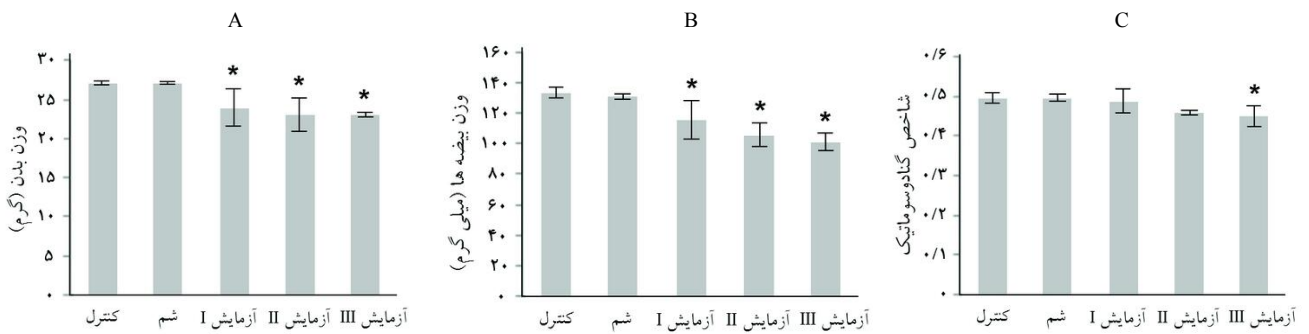 A
۳۰
۲۵
۲۰
۱۵
۱۰
۵
۰
وزن بدن (گرم)
کنترل
شم
آزمایش I
آزمایش II
آزمایش III
*
*
*
B
۱۶۰
۱۴۰
۱۲۰
۱۰۰
۸۰
۶۰
۴۰
۲۰
۰
وزن بیضه ها (میلی گرم)
کنترل
شم
آزمایش I
آزمایش II
آزمایش III
*
*
*
C
۰/۶
۰/۵
۰/۴
۰/۳
۰/۲
۰/۱
۰
شاخص گنادوسوماتیک
کنترل
شم
آزمایش I
آزمایش II
آزمایش III
*